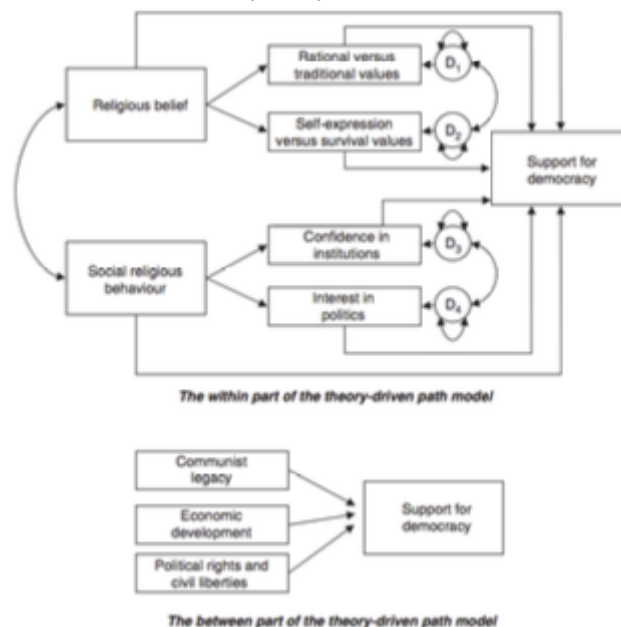 Rational versus
traditional values
D1
Religious belief
Self-expression
versus survival values
D2
Support for
democracy
Confidence in
institutions
D3
Social religious
behaviour
Interest in
politics
D4
The within part of the theory-driven path model
Communist
legacy
Economic
development
Support for
democracy
Political rights and
civil liberties
The between part of the theory-driven path model